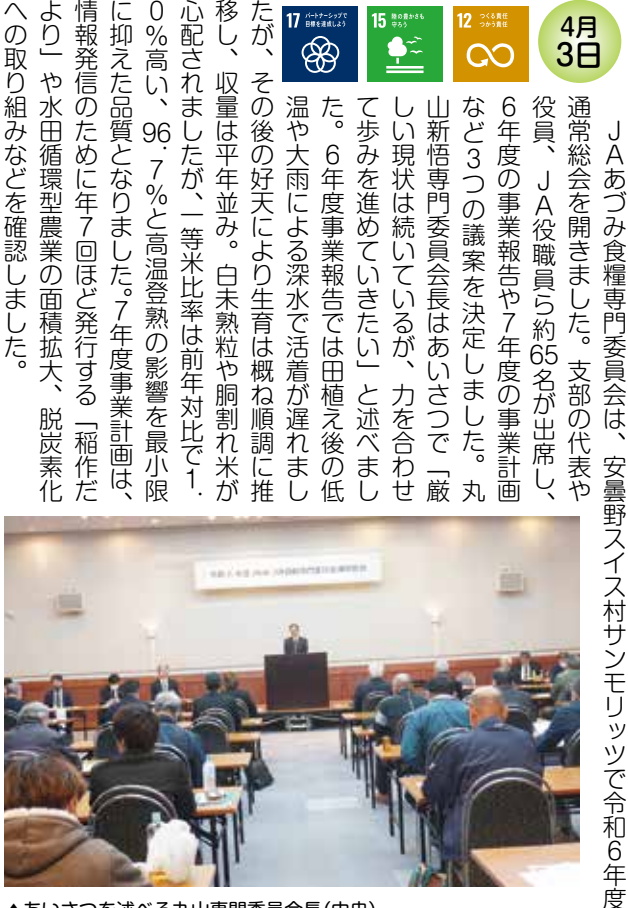 4月
3日
17 パートナーシップで
目標を達成しよう
15 陸の豊かさも
守ろう
12 つくる責任
つかう責任
JAあづみ食糧専門委員会は、安曇野スイス村サンモリッツで令和6年度
通常総会を開きました。支部の代表や
役員、JA役職員ら約65名が出席し、
6年度の事業報告や7年度の事業計画
など3つの議案を決定しました。丸
山新悟専門委員会長はあいさつで「厳
しい現状は続いているが、力を合わせ
て歩みを進めていきたい」と述べまし
た。6年度事業報告では田植え後の低
温や大雨による深水で活着が遅れまし
たが、その後の好天により生育は概ね順調に推
移し、収量は平年並み。白未熟粒や胴割れ米が
心配されましたが、一等米比率は前年対比で1.
0%高い、96.7%と高温登熟の影響を最小限
に抑えた品質となりました。7年度事業計画は、
情報発信のために年7回ほど発行する「稲作だ
より」や水田循環型農業の面積拡大、脱炭素化
への取り組みなどを確認しました。